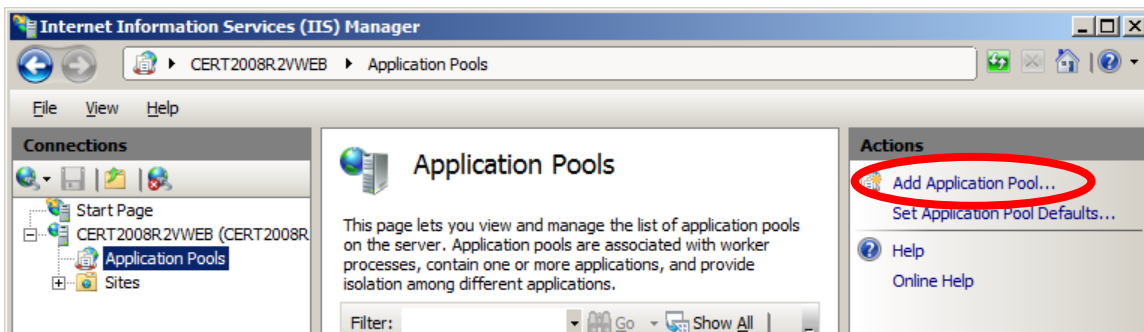 Internet Information Services (IIS) Manager
CERT2008R2VWEB Application Pools
File View Help
Connections
Start Page
CERT2008R2VWEB (CERT2008R
Application Pools
Sites
Application Pools
This page lets you view and manage the list of application pools
on the server. Application pools are associated with worker
processes, contain one or more applications, and provide
isolation among different applications.
Filter: Go Show All
Actions
Add Application Pool...
Set Application Pool Defaults...
Help
Online Help